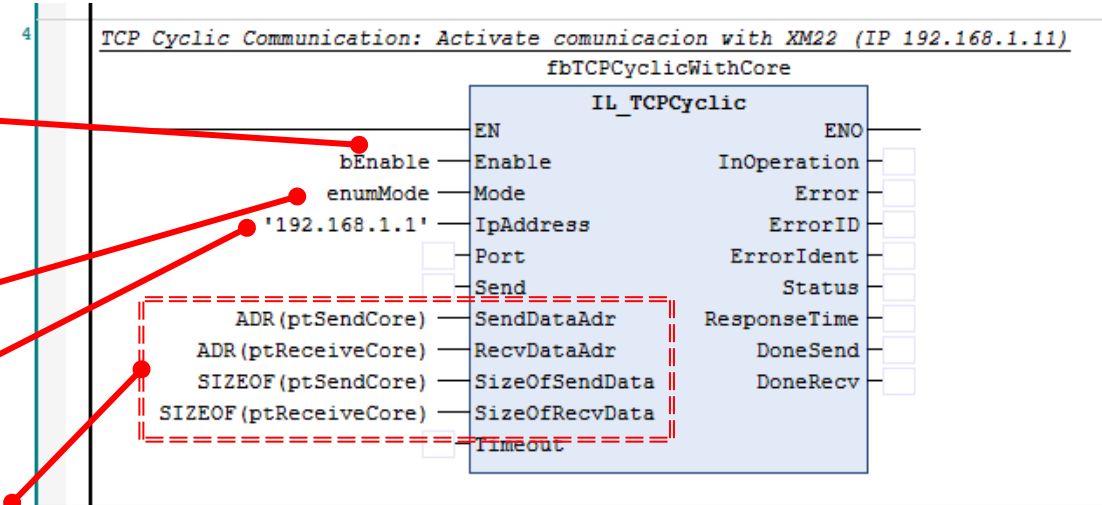 4
TCP Cyclic Communication: Activate comunicacion with XM22 (IP 192.168.1.11)
fbTCPCyclicWithCore
IL_TCPCyclic
EN ENO
bEnable Enable InOperation
enumMode Mode Error
'192.168.1.1' IpAddress ErrorID
Port ErrorIdent
Send Status
ADR(ptSendCore) SendDataAdr ResponseTime
ADR(ptReceiveCore) RecvDataAdr DoneSend
SIZEOF(ptSendCore) SizeOfSendData DoneRecv
SIZEOF(ptReceiveCore) SizeOfRecvData
Timeout